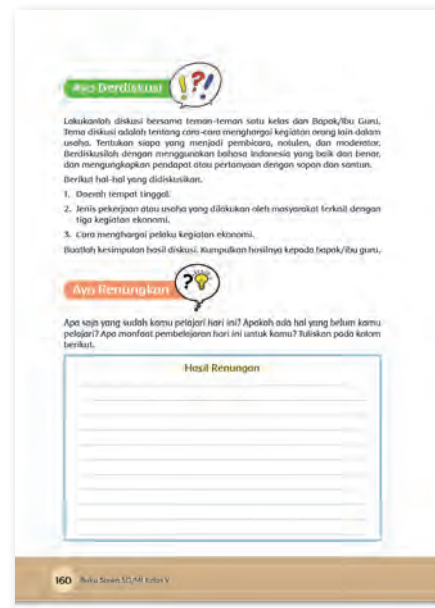 Ayo Berdiskusi
Lakukanlah diskusi bersama teman-teman satu kelas dan Bapak/Ibu Guru.
Tema diskusi adalah tentang cara-cara menghargai kegiatan orang lain dalam
usaha. Tentukan siapa yang menjadi pembicara, notulen, dan moderator.
Berdiskusilah dengan menggunakan bahasa Indonesia yang baik dan benar,
dan mengungkapkan pendapat atau pertanyaan dengan sopan dan santun.
Berikut hal-hal yang didiskusikan.
1. Daerah tempat tinggal.
2. Jenis pekerjaan atau usaha yang dilakukan oleh masyarakat terkait dengan
tiga kegiatan ekonomi.
3. Cara menghargai pelaku kegiatan ekonomi.
Buatlah kesimpulan hasil diskusi. Kumpulkan hasilnya kepada bapak/ibu guru.
Ayo Renungkan
Apa saja yang sudah kamu pelajari hari ini? Apakah ada hal yang belum kamu
pelajari? Apa manfaat pembelajaran hari ini untuk kamu? Tuliskan pada kolom
berikut.
Hasil Renungan
160 Buku Siswa SD/MI Kelas V